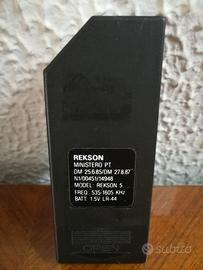 REKSON
MINISTERO PT
DM 25.6.85/DM 27.8.87
N1/00451/14948
MODEL: REKSON 5
FREQ. 535-1605 KHz
BATT. 1.5V LR-44
OPEN
subito